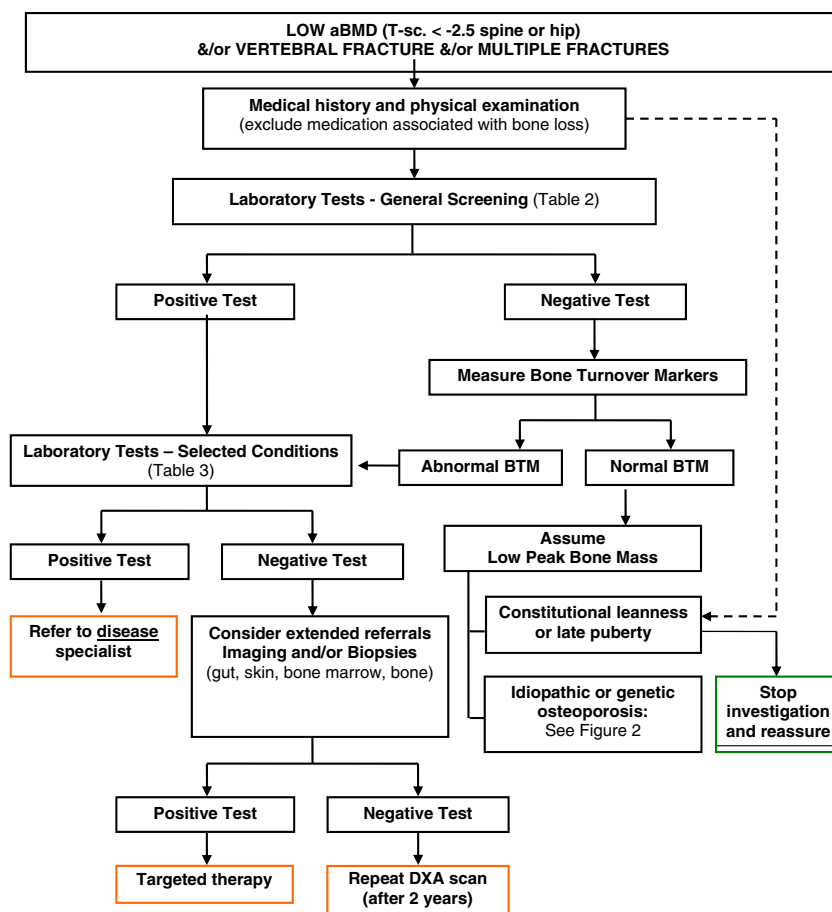 LOW aBMD (T-sc. < -2.5 spine or hip)
&/or VERTEBRAL FRACTURE &/or MULTIPLE FRACTURES
Medical history and physical examination
(exclude medication associated with bone loss)
Laboratory Tests - General Screening (Table 2)
Positive Test
Negative Test
Measure Bone Turnover Markers
Laboratory Tests – Selected Conditions
(Table 3)
Abnormal BTM
Normal BTM
Positive Test
Negative Test
Assume
Low Peak Bone Mass
Refer to disease
specialist
Consider extended referrals
Imaging and/or Biopsies
(gut, skin, bone marrow, bone)
Constitutional leanness
or late puberty
Idiopathic or genetic
osteoporosis:
See Figure 2
Stop
investigation
and reassure
Positive Test
Negative Test
Targeted therapy
Repeat DXA scan
(after 2 years)